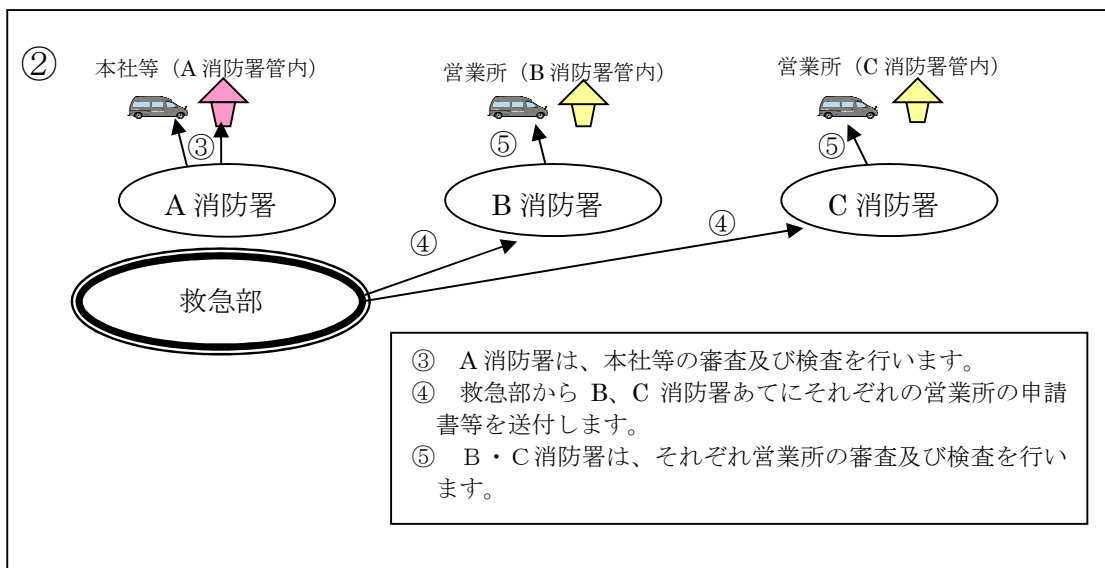 ②
本社等（A 消防署管内）
営業所（B 消防署管内）
営業所（C 消防署管内）
③
⑤
⑤
A 消防署
B 消防署
C 消防署
④
④
救急部
③　A 消防署は、本社等の審査及び検査を行います。
④　救急部から B、C 消防署あてにそれぞれの営業所の申請
書等を送付します。
⑤　Ｂ・Ｃ消防署は、それぞれ営業所の審査及び検査を行い
ます。